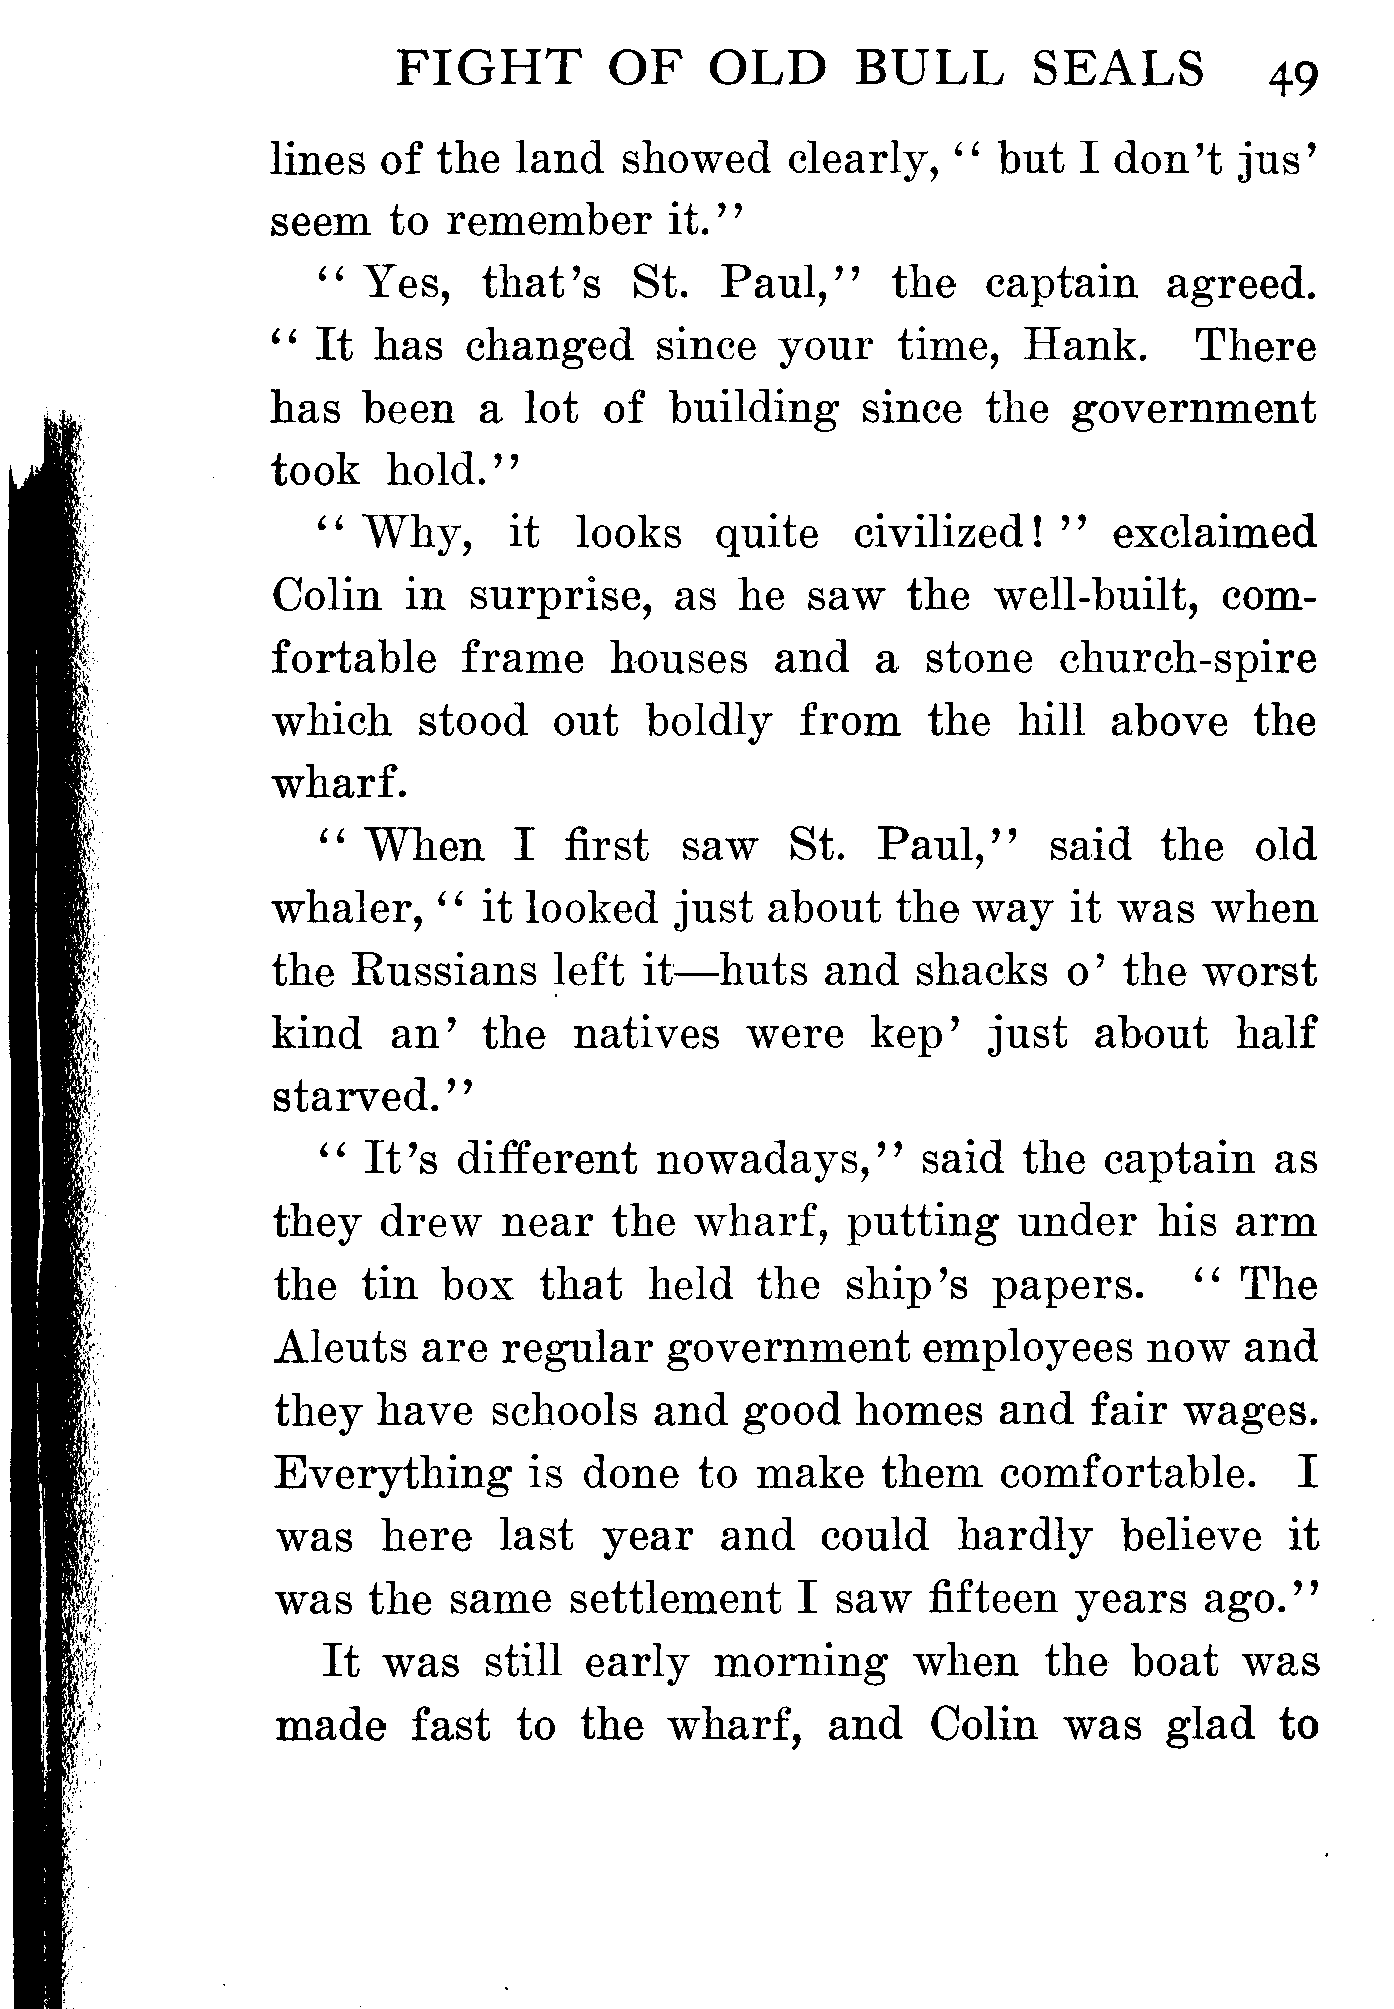 FIGHT OF OLD BULL SEALS 49
lines of the land showed clearly, “ but I don’t jus’
seem to remember it.”
“ Yes, that’s St. Paul,” the captain agreed.
“ It has changed since your time, Hank. There
has been a lot of building since the government
took hold.”
“ Why, it looks quite civilized! ” exclaimed
Colin in surprise, as he saw the well-built, com-
fortable frame houses and a stone church-spire
which stood out boldly from the hill above the
wharf.
“ When I first saw St. Paul,” said the old
whaler, “ it looked just about the way it was when
the Russians left it—huts and shacks o’ the worst
kind an’ the natives were kep’ just about half
starved.”
“ It’s different nowadays,” said the captain as
they drew near the wharf, putting under his arm
the tin box that held the ship’s papers. “ The
Aleuts are regular government employees now and
they have schools and good homes and fair wages.
Everything is done to make them comfortable. I
was here last year and could hardly believe it
was the same settlement I saw fifteen years ago.”
It was still early morning when the boat was
made fast to the wharf, and Colin was glad to